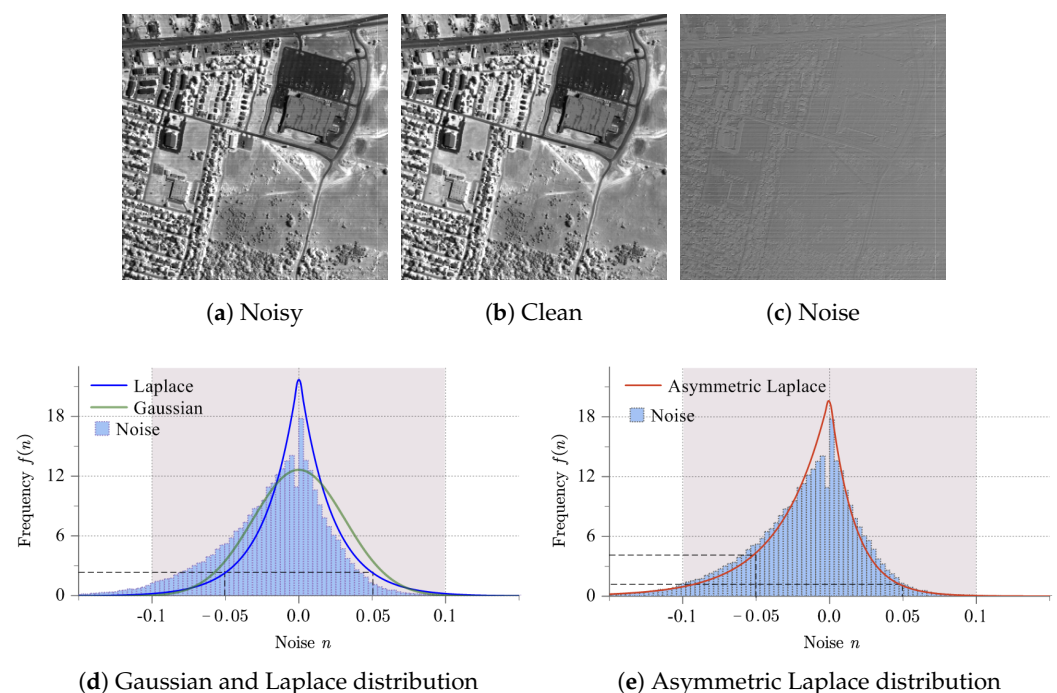 (a) Noisy
(b) Clean
(c) Noise
Laplace
Gaussian
Noise
Frequency f(n)
18
12
6
0
-0.1
−0.05
0.0
0.05
0.1
Noise n
(d) Gaussian and Laplace distribution
Asymmetric Laplace
Noise
Frequency f(n)
18
12
6
0
-0.1
−0.05
0.0
0.05
0.1
Noise n
(e) Asymmetric Laplace distribution